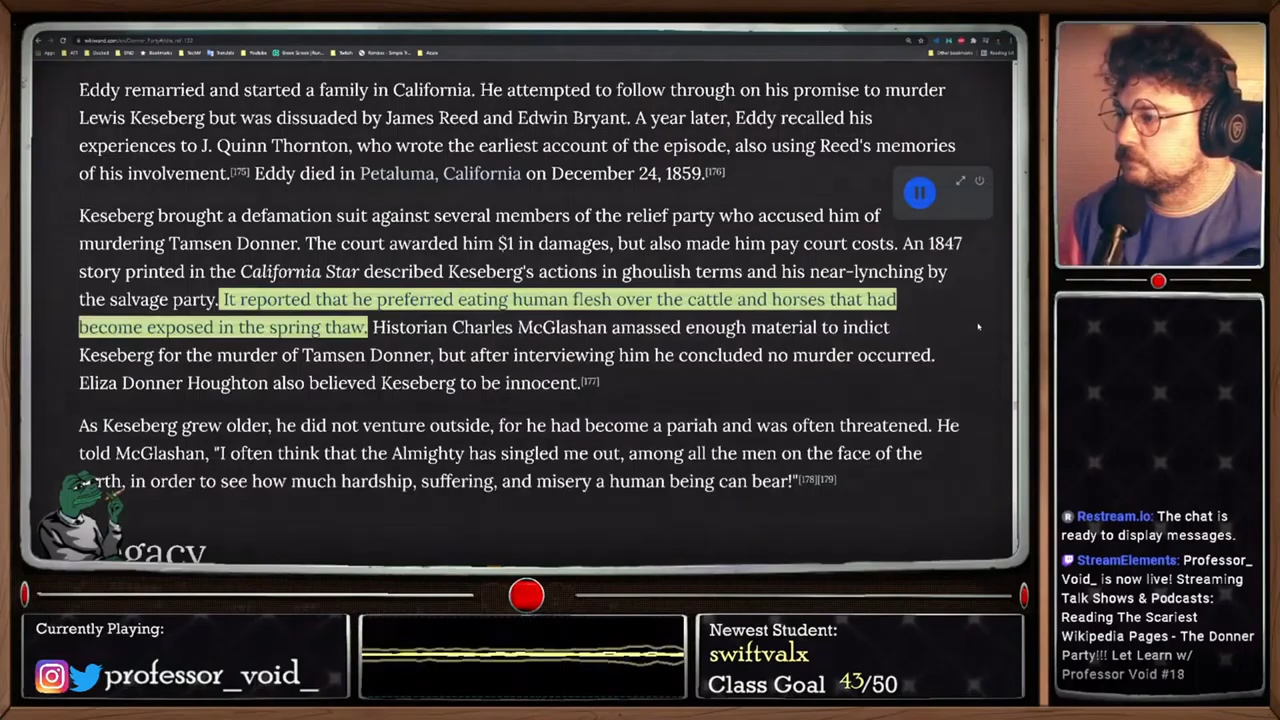 Eddy remarried and started a family in California. He attempted to follow through on his promise to murder
Lewis Keseberg but was dissuaded by James Reed and Edwin Bryant. A year later, Eddy recalled his
experiences to J. Quinn Thornton, who wrote the earliest account of the episode, also using Reed's memories
of his involvement.[175] Eddy died in Petaluma, California on December 24, 1859.[176]
Keseberg brought a defamation suit against several members of the relief party who accused him of
murdering Tamsen Donner. The court awarded him $1 in damages, but also made him pay court costs. An 1847
story printed in the California Star described Keseberg's actions in ghoulish terms and his near-lynching by
the salvage party. It reported that he preferred eating human flesh over the cattle and horses that had
become exposed in the spring thaw. Historian Charles McGlashan amassed enough material to indict
Keseberg for the murder of Tamsen Donner, but after interviewing him he concluded no murder occurred.
Eliza Donner Houghton also believed Keseberg to be innocent.[177]
As Keseberg grew older, he did not venture outside, for he had become a pariah and was often threatened. He
told McGlashan, "I often think that the Almighty has singled me out, among all the men on the face of the
rth, in order to see how much hardship, suffering, and misery a human being can bear!"[178][179]
gacy
Currently Playing:
professor_void_
Newest Student:
swiftvalx
Class Goal 43/50
Restream.io: The chat is
ready to display messages.
StreamElements: Professor_
Void_ is now live! Streaming
Talk Shows & Podcasts:
Reading The Scariest
Wikipedia Pages - The Donner
Party!!! Let Learn w/
Professor Void #18